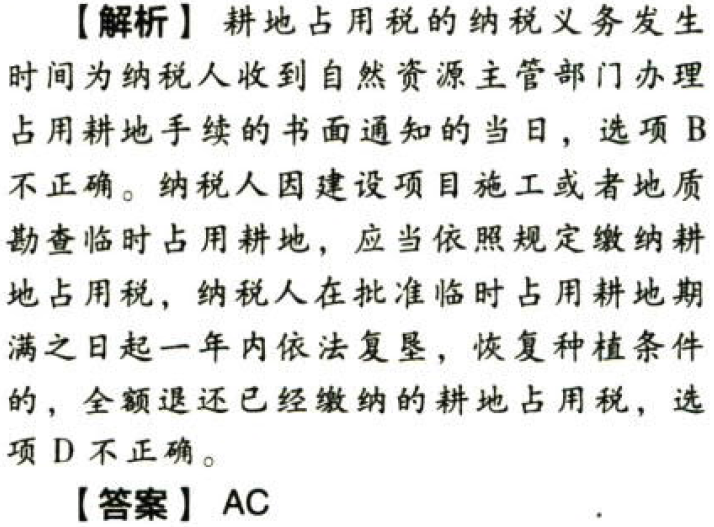 【解析】 耕地占用税的纳税义务发生
时间为纳税人收到自然资源主管部门办理
占用耕地手续的书面通知的当日，选项 B
不正确。纳税人因建设项目施工或者地质
勘查临时占用耕地，应当依照规定缴纳耕
地占用税，纳税人在批准临时占用耕地期
满之日起一年内依法复垦，恢复种植条件
的，全额退还已经缴纳的耕地占用税，选
项 D 不正确。
【答案】 AC